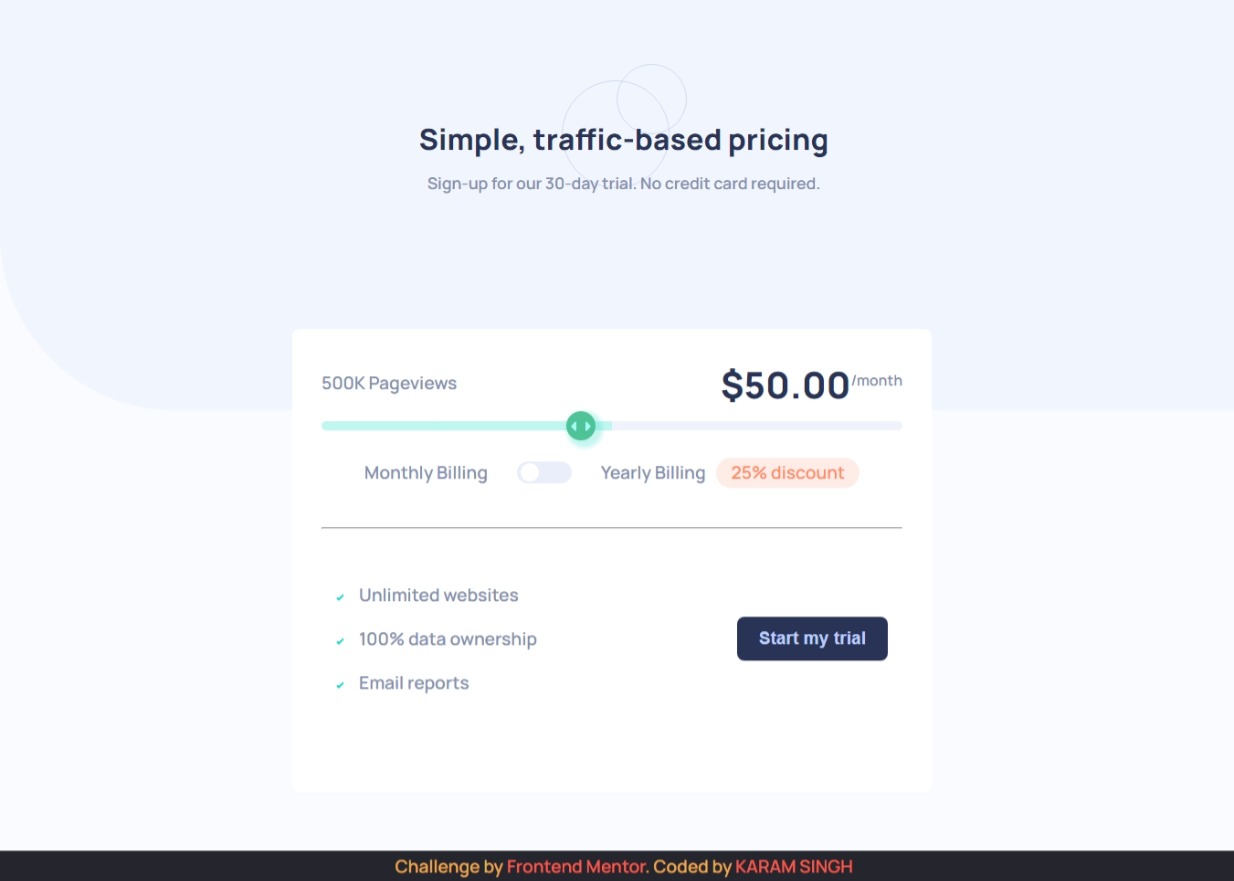 Simple, traffic-based pricing
Sign-up for our 30-day trial. No credit card required.
500K Pageviews
$50.00/month
Monthly Billing Yearly Billing 25% discount
Unlimited websites
100% data ownership
Start my trial
Email reports
Challenge by Frontend Mentor. Coded by KARAM SINGH